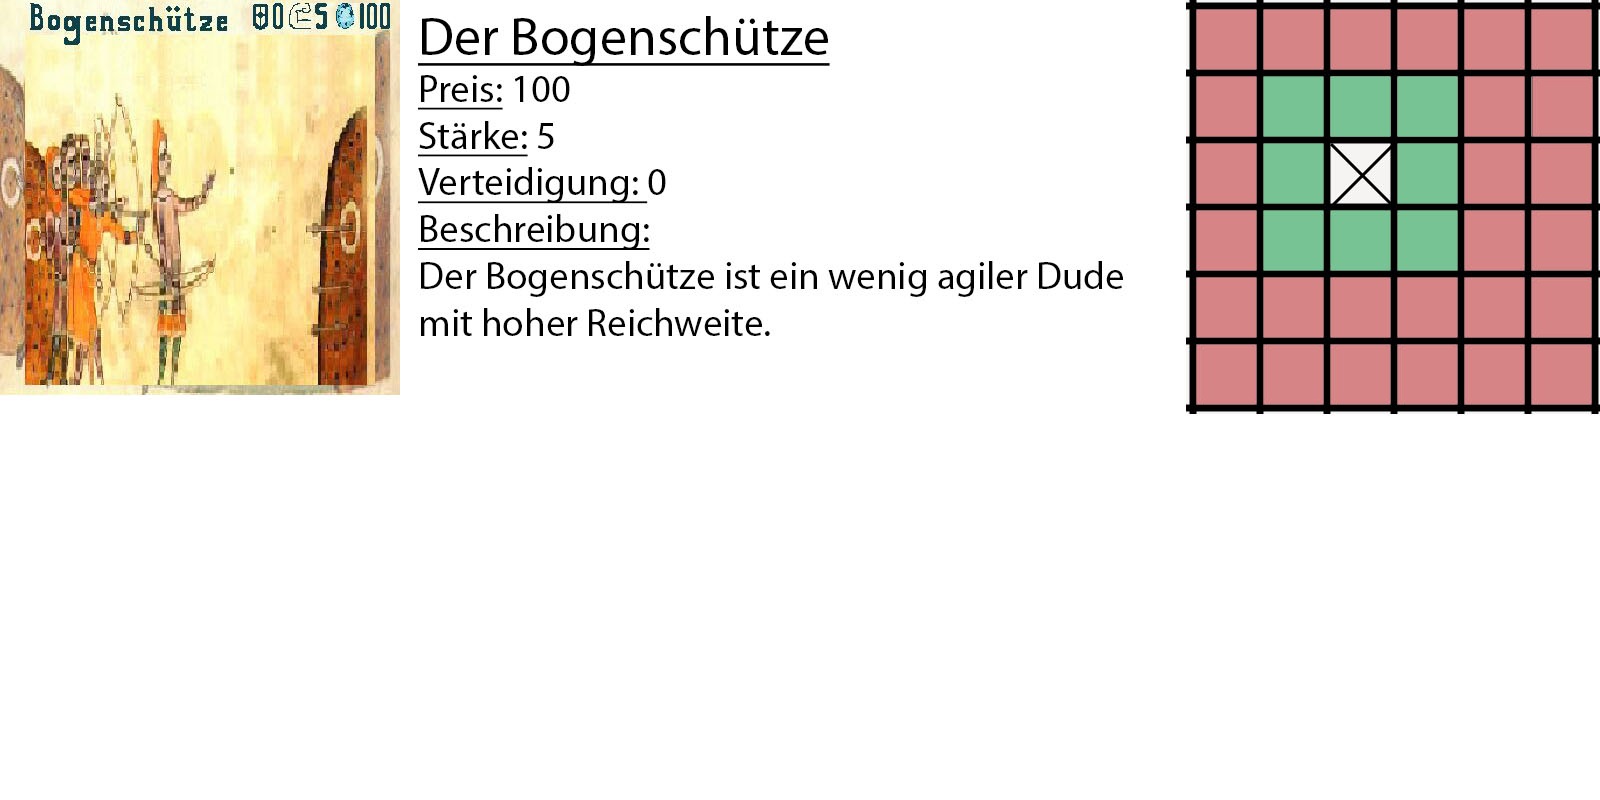 Bogenschütze 0 5 100
Der Bogenschütze
Preis: 100
Stärke: 5
Verteidigung: 0
Beschreibung:
Der Bogenschütze ist ein wenig agiler Dude
mit hoher Reichweite.